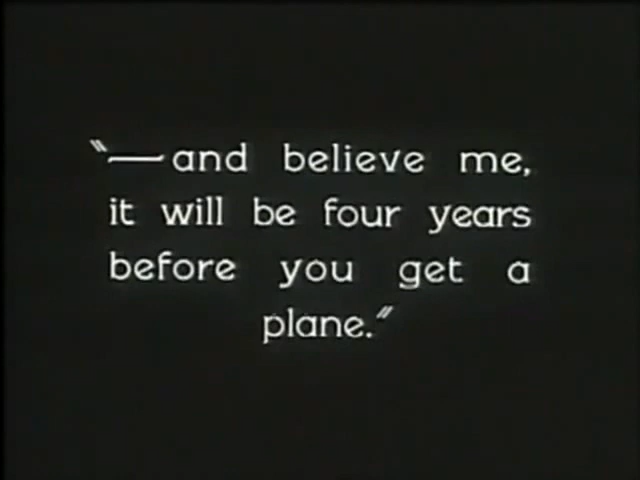 "—and believe me,
it will be four years
before you get a
plane."